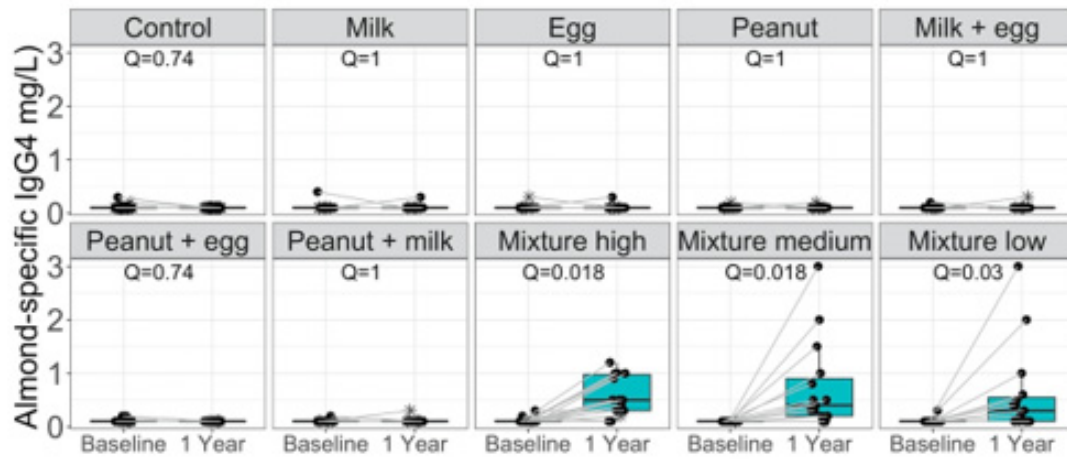 Almond-specific IgG4 mg/L
Control Milk Egg Peanut Milk + egg
3 Q=0.74 Q=1 Q=1 Q=1 Q=1
2
1
0
Peanut + egg Peanut + milk Mixture high Mixture medium Mixture low
3 Q=0.74 Q=1 Q=0.018 Q=0.018 Q=0.03
2
1
0
Baseline 1 Year Baseline 1 Year Baseline 1 Year Baseline 1 Year Baseline 1 Year